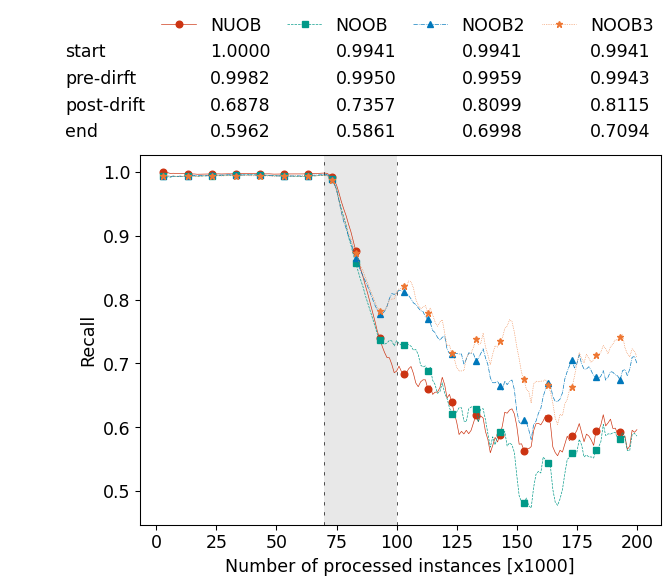 NUOB NOOB NOOB2 NOOB3
start 1.0000 0.9941 0.9941 0.9941
pre-dirft 0.9982 0.9950 0.9959 0.9943
post-drift 0.6878 0.7357 0.8099 0.8115
end 0.5962 0.5861 0.6998 0.7094
1.0
0.9
0.8
0.7
0.6
0.5
Recall
0 25 50 75 100 125 150 175 200
Number of processed instances [x1000]